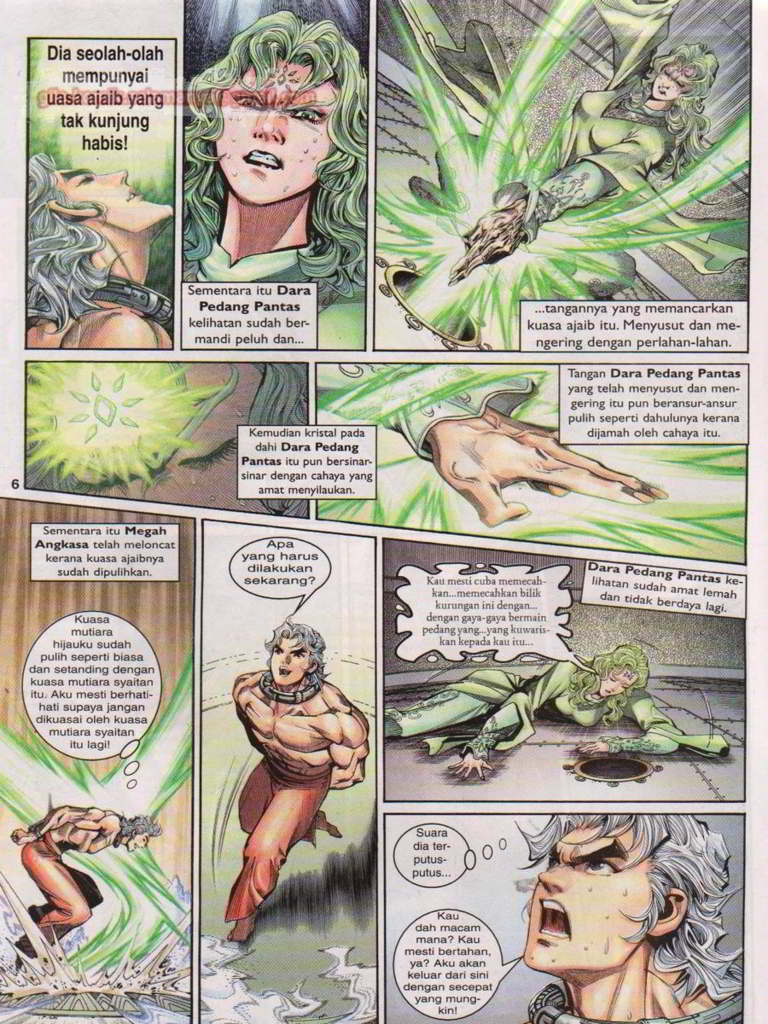 Dia seolah-olah
mempunyai
uasa ajaib yang
tak kunjung
habis!
Sementara itu Dara
Pedang Pantas
kelihatan sudah ber-
mandi peluh dan...
...tangannya yang memancarkan
kuasa ajaib itu. Menyusut dan me-
ngering dengan perlahan-lahan.
Kemudian kristal pada
dahi Dara Pedang
Pantas itu pun bersinar-
sinar dengan cahaya yang
amat menyilaukan.
Tangan Dara Pedang Pantas
yang telah menyusut dan men-
gering itu pun beransur-ansur
pulih seperti dahulunya kerana
dijamah oleh cahaya itu.
6
Sementara itu Megah
Angkasa telah meloncat
kerana kuasa ajaibnya
sudah dipulihkan.
Kuasa
mutiara
hijauku sudah
pulih seperti biasa
dan setanding dengan
kuasa mutiara syaitan
itu. Aku mesti berhati-
hati supaya jangan
dikuasai oleh kuasa
mutiara syaitan
itu lagi!
Apa
yang harus
dilakukan
sekarang?
Kau mesti cuba memecah-
kan...memecahkan bilik
kurungan ini dengan...
dengan gaya-gaya bermain
pedang yang...yang kuwaris-
kan kepada kau itu...
Dara Pedang Pantas ke-
lihatan sudah amat lemah
dan tidak berdaya lagi.
Suara
dia ter-
putus-
putus...
Kau
dah macam
mana? Kau
mesti bertahan,
ya? Aku akan
keluar dari sini
dengan secepat
yang mung-
kin!